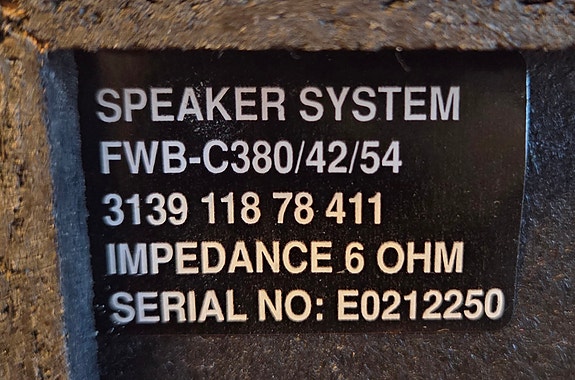 SPEAKER SYSTEM
FWB-C380/42/54
3139 118 78 411
IMPEDANCE 6 OHM
SERIAL NO: E0212250